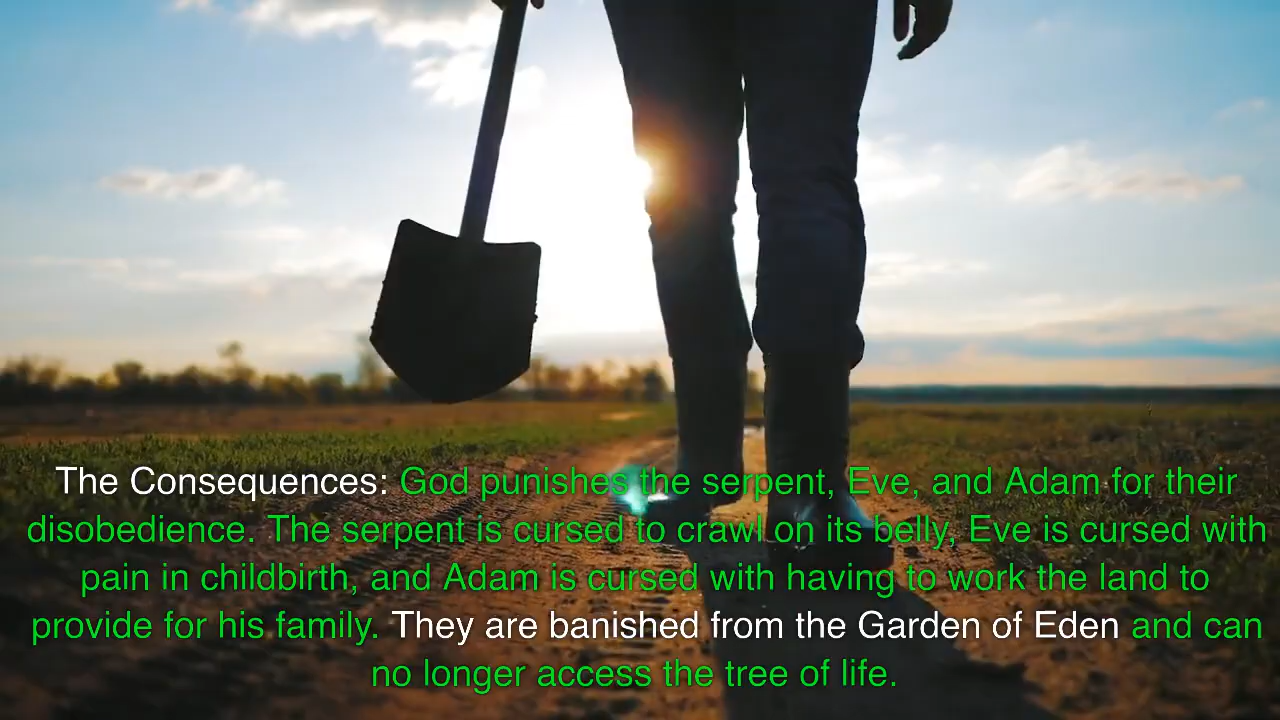 The Consequences: God punishes the serpent, Eve, and Adam for their
disobedience. The serpent is cursed to crawl on its belly, Eve is cursed with
pain in childbirth, and Adam is cursed with having to work the land to
provide for his family. They are banished from the Garden of Eden and can
no longer access the tree of life.